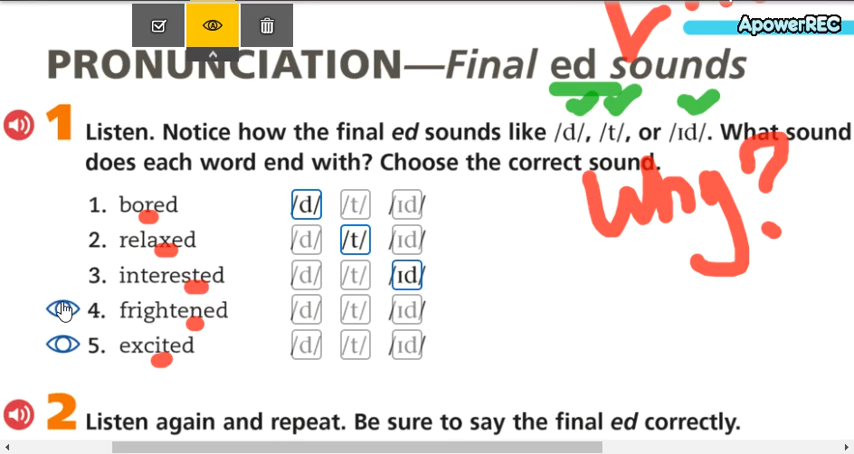 ApowerREC
PRONUNCIATION—Final ed sounds
1 Listen. Notice how the final ed sounds like /d/, /t/, or /ɪd/. What sound
does each word end with? Choose the correct sound.
Why?
1. bored /d/ /t/ /ɪd/
2. relaxed /d/ /t/ /ɪd/
3. interested /d/ /t/ /ɪd/
4. frightened /d/ /t/ /ɪd/
5. excited /d/ /t/ /ɪd/
2 Listen again and repeat. Be sure to say the final ed correctly.